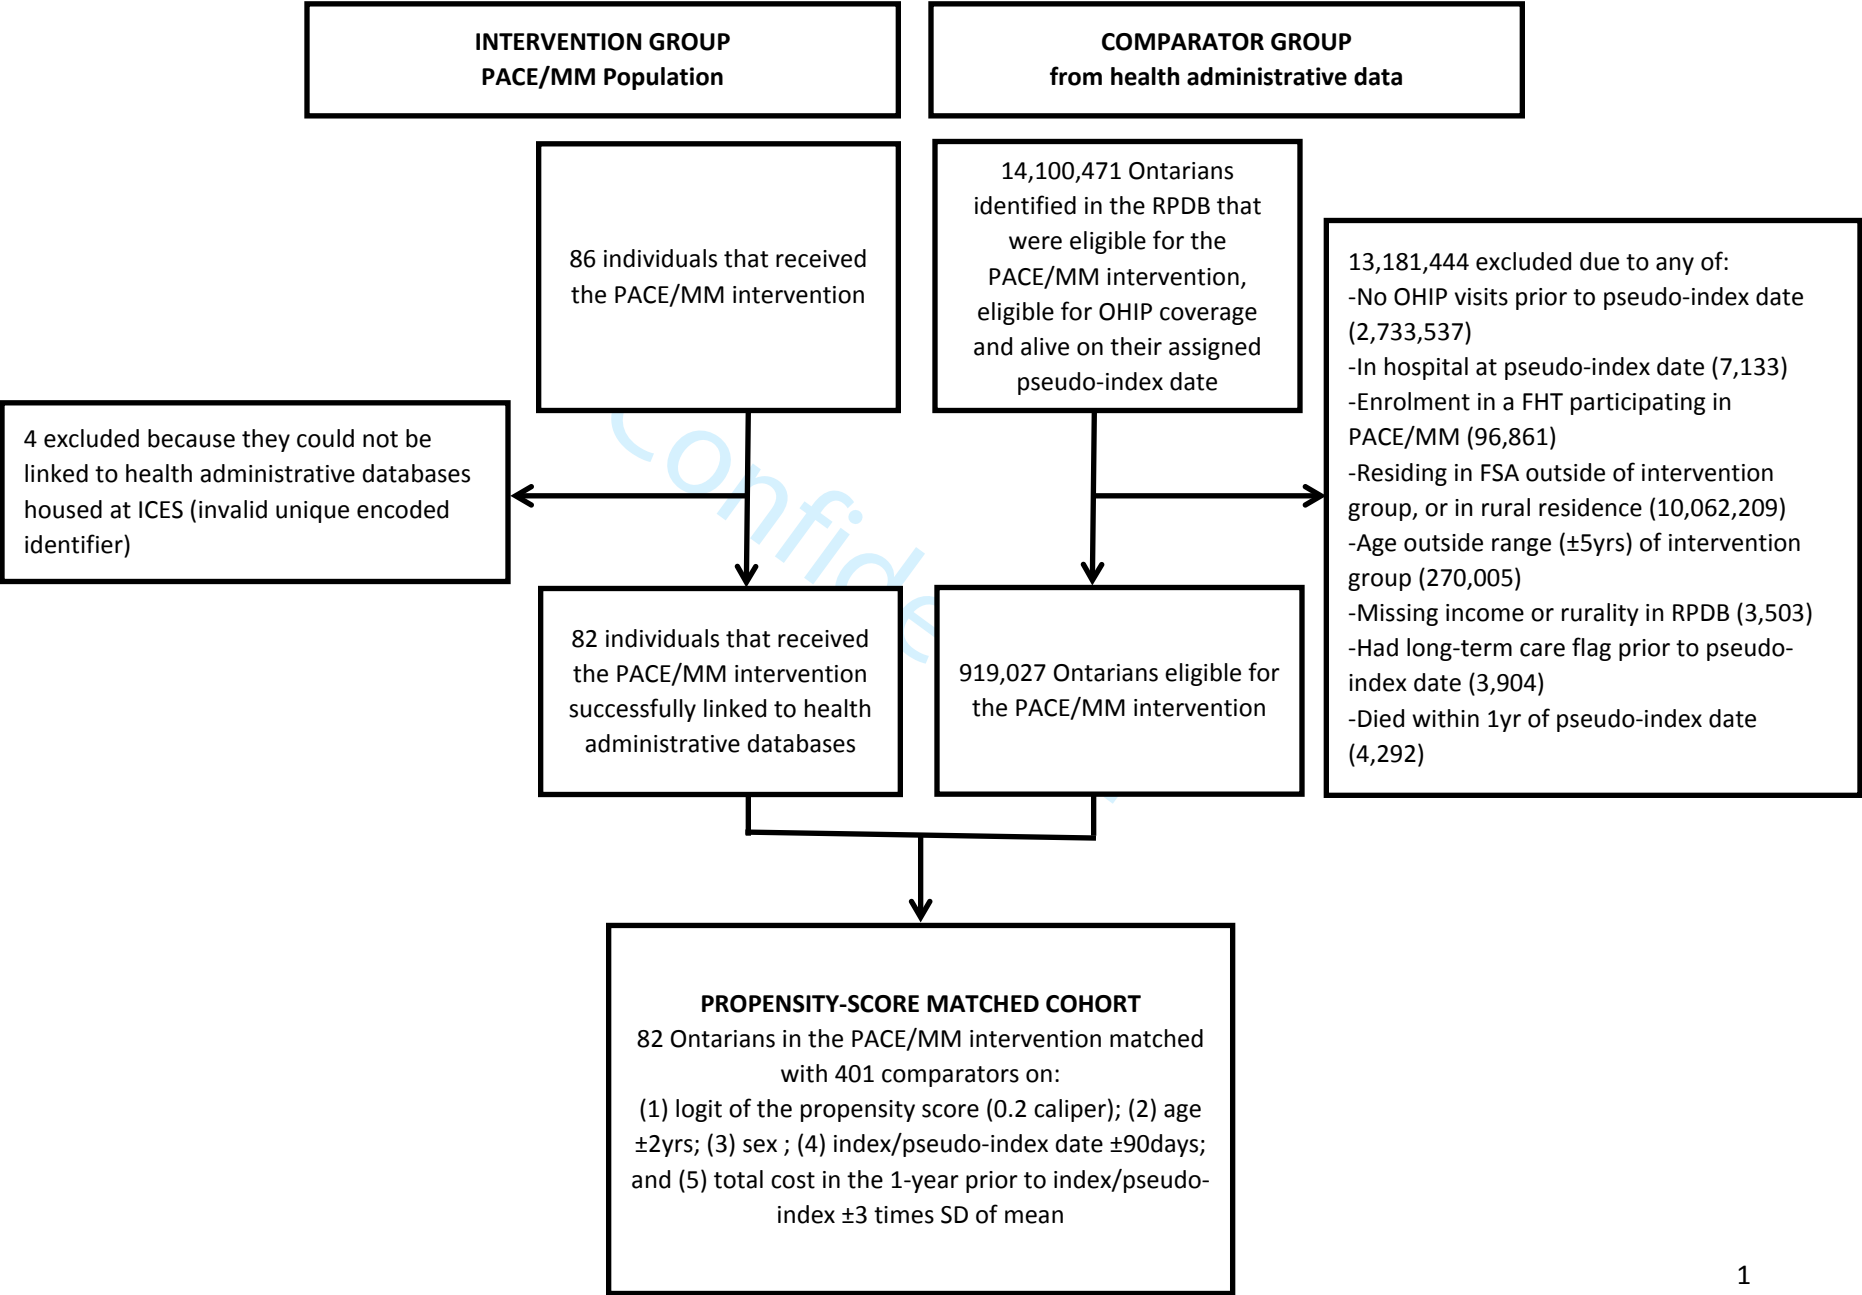 INTERVENTION GROUP
PACE/MM Population
COMPARATOR GROUP
from health administrative data
86 individuals that received
the PACE/MM intervention
14,100,471 Ontarians
identified in the RPDB that
were eligible for the
PACE/MM intervention,
eligible for OHIP coverage
and alive on their assigned
pseudo-index date
4 excluded because they could not be
linked to health administrative databases
housed at ICES (invalid unique encoded
identifier)
13,181,444 excluded due to any of:
-No OHIP visits prior to pseudo-index date
(2,733,537)
-In hospital at pseudo-index date (7,133)
-Enrolment in a FHT participating in
PACE/MM (96,861)
-Residing in FSA outside of intervention
group, or in rural residence (10,062,209)
-Age outside range (±5yrs) of intervention
group (270,005)
-Missing income or rurality in RPDB (3,503)
-Had long-term care flag prior to pseudo-
index date (3,904)
-Died within 1yr of pseudo-index date
(4,292)
82 individuals that received
the PACE/MM intervention
successfully linked to health
administrative databases
919,027 Ontarians eligible for
the PACE/MM intervention
PROPENSITY-SCORE MATCHED COHORT
82 Ontarians in the PACE/MM intervention matched
with 401 comparators on:
(1) logit of the propensity score (0.2 caliper); (2) age
±2yrs; (3) sex ; (4) index/pseudo-index date ±90days;
and (5) total cost in the 1-year prior to index/pseudo-
index ±3 times SD of mean
1